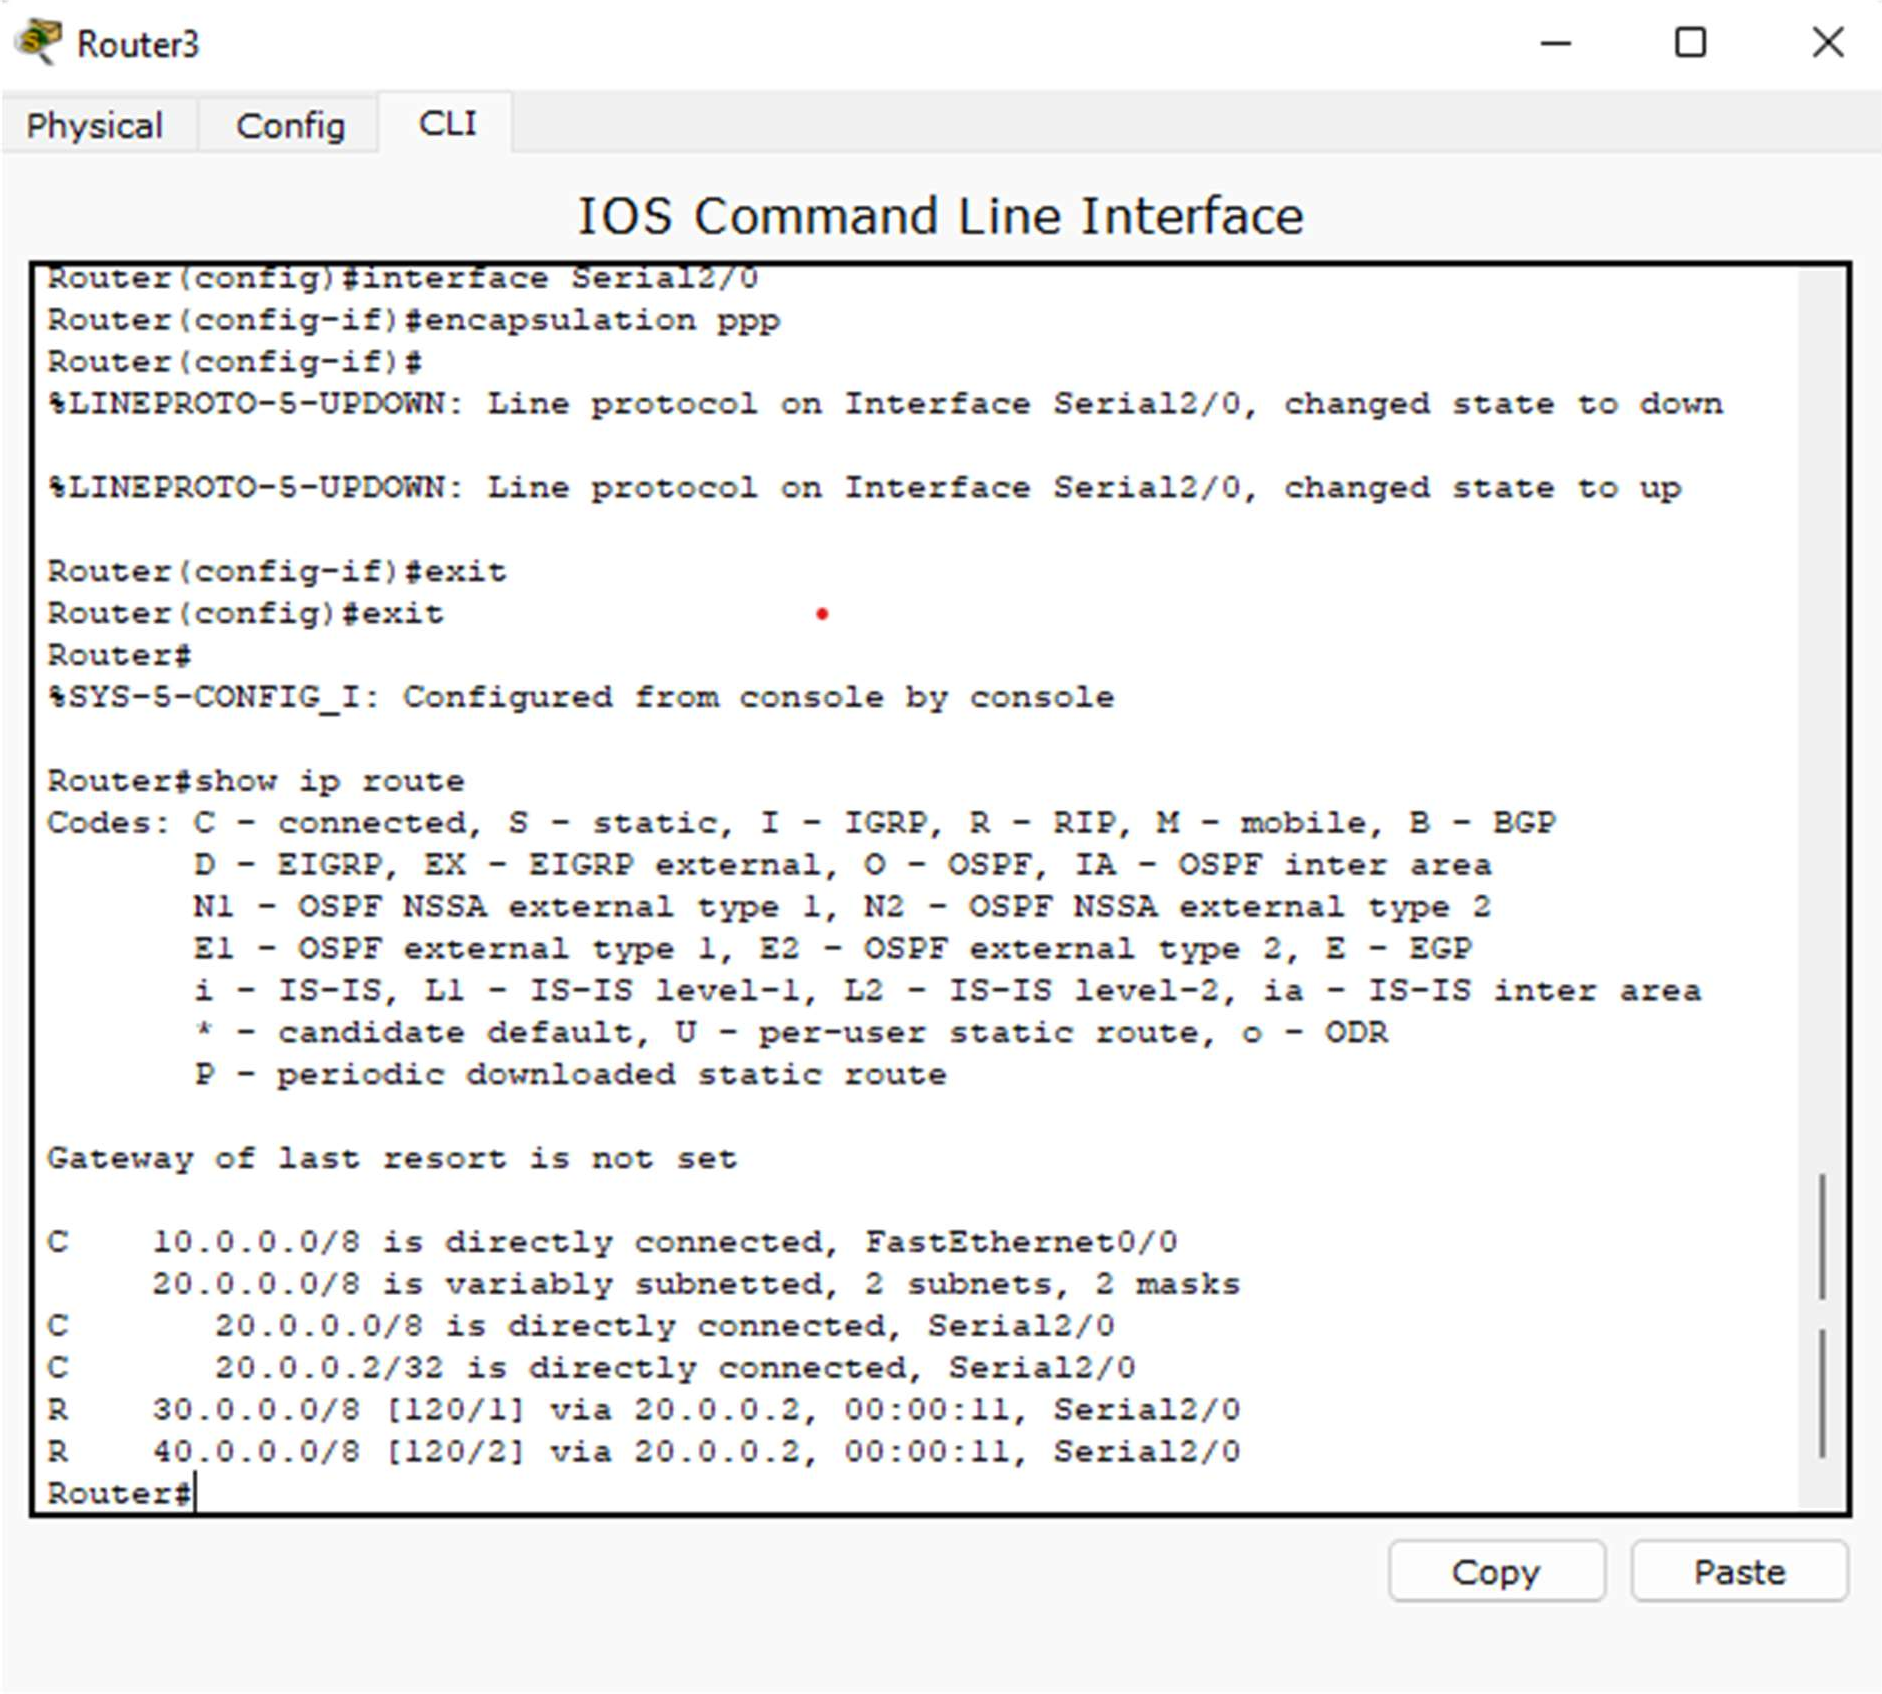 Router3
Physical Config CLI
IOS Command Line Interface
Router(config)#interface Serial2/0
Router(config-if)#encapsulation ppp
Router(config-if)#
%LINEPROTO-5-UPDOWN: Line protocol on Interface Serial2/0, changed state to down
%LINEPROTO-5-UPDOWN: Line protocol on Interface Serial2/0, changed state to up
Router(config-if)#exit
Router(config)#exit
Router#
%SYS-5-CONFIG_I: Configured from console by console
Router#show ip route
Codes: C - connected, S - static, I - IGRP, R - RIP, M - mobile, B - BGP
D - EIGRP, EX - EIGRP external, O - OSPF, IA - OSPF inter area
N1 - OSPF NSSA external type 1, N2 - OSPF NSSA external type 2
E1 - OSPF external type 1, E2 - OSPF external type 2, E - EGP
i - IS-IS, L1 - IS-IS level-1, L2 - IS-IS level-2, ia - IS-IS inter area
* - candidate default, U - per-user static route, o - ODR
P - periodic downloaded static route
Gateway of last resort is not set
C 10.0.0.0/8 is directly connected, FastEthernet0/0
20.0.0.0/8 is variably subnetted, 2 subnets, 2 masks
C 20.0.0.0/8 is directly connected, Serial2/0
C 20.0.0.2/32 is directly connected, Serial2/0
R 30.0.0.0/8 [120/1] via 20.0.0.2, 00:00:11, Serial2/0
R 40.0.0.0/8 [120/2] via 20.0.0.2, 00:00:11, Serial2/0
Router#
Copy Paste